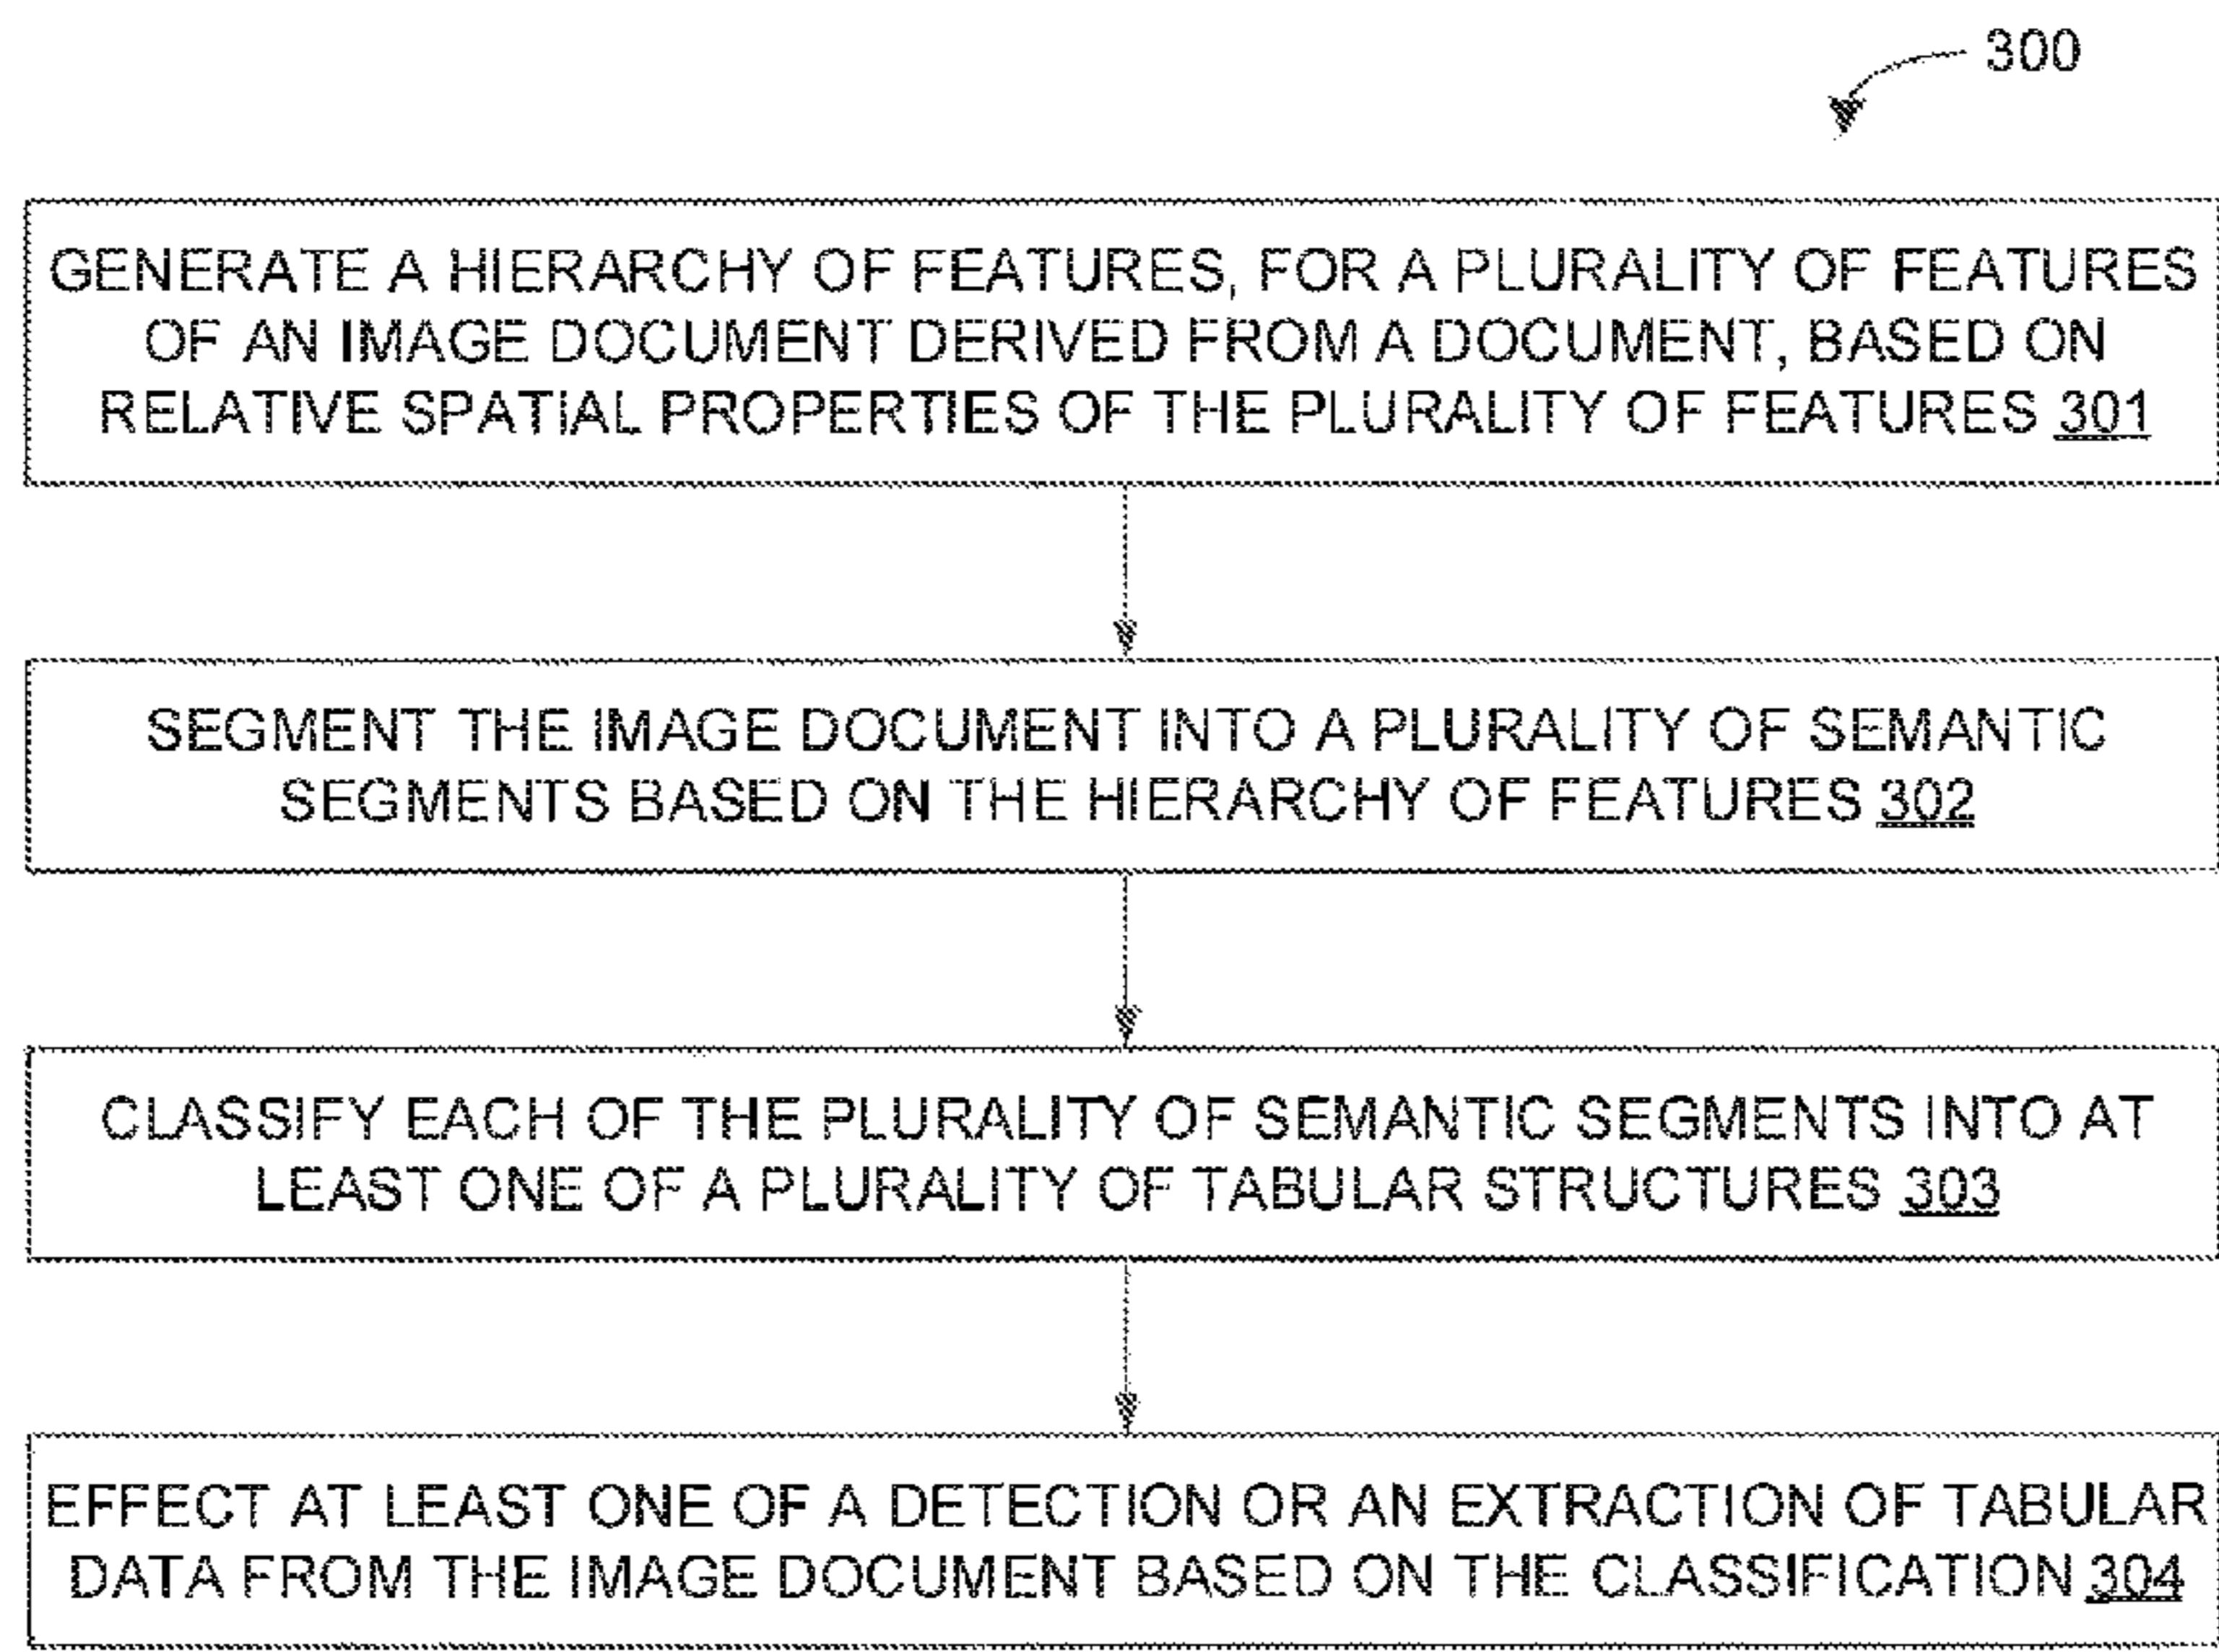 300
GENERATE A HIERARCHY OF FEATURES, FOR A PLURALITY OF FEATURES
OF AN IMAGE DOCUMENT DERIVED FROM A DOCUMENT, BASED ON
RELATIVE SPATIAL PROPERTIES OF THE PLURALITY OF FEATURES 301
SEGMENT THE IMAGE DOCUMENT INTO A PLURALITY OF SEMANTIC
SEGMENTS BASED ON THE HIERARCHY OF FEATURES 302
CLASSIFY EACH OF THE PLURALITY OF SEMANTIC SEGMENTS INTO AT
LEAST ONE OF A PLURALITY OF TABULAR STRUCTURES 303
EFFECT AT LEAST ONE OF A DETECTION OR AN EXTRACTION OF TABULAR
DATA FROM THE IMAGE DOCUMENT BASED ON THE CLASSIFICATION 304